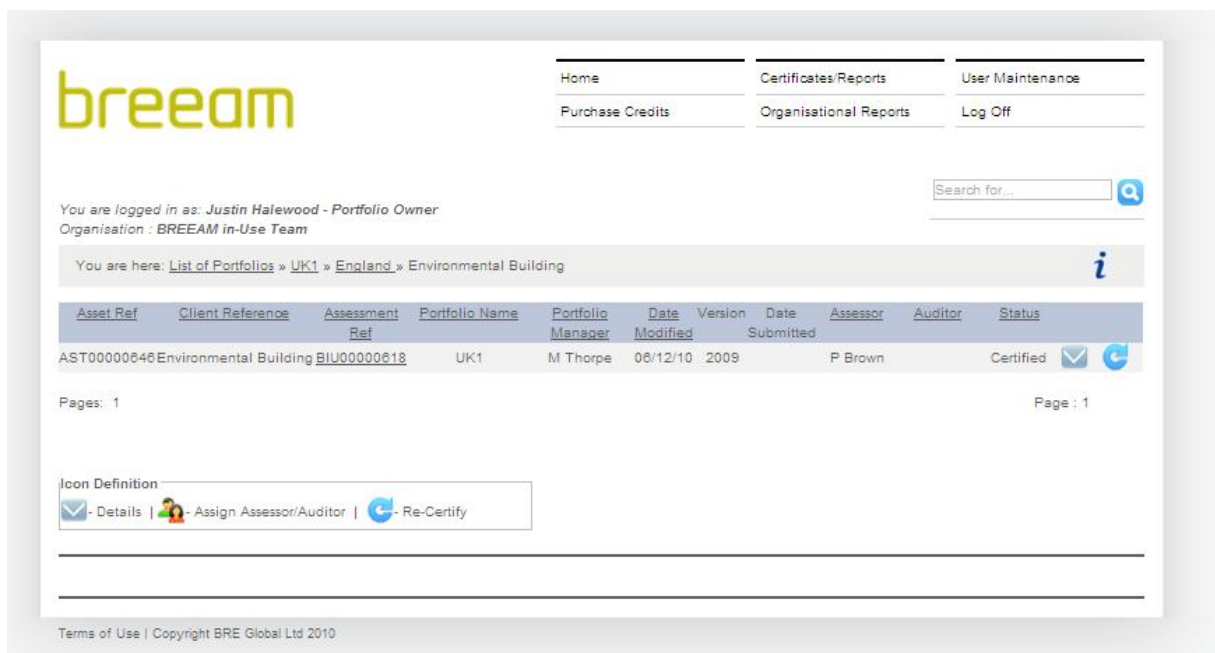 breeam
Home Certificates/Reports User Maintenance
Purchase Credits Organisational Reports Log Off
Search for...
You are logged in as: Justin Halewood - Portfolio Owner
Organisation : BREEAM in-Use Team
You are here: List of Portfolios » UK1 » England » Environmental Building i
Asset Ref Client Reference Assessment Portfolio Name Portfolio Date Version Date Assessor Auditor Status
Ref Manager Modified Submitted
AST00000646 Environmental Building BIU00000618 UK1 M Thorpe 06/12/10 2009 P Brown Certified
Pages: 1 Page : 1
Icon Definition
- Details | - Assign Assessor/Auditor | - Re-Certify
Terms of Use | Copyright BRE Global Ltd 2010